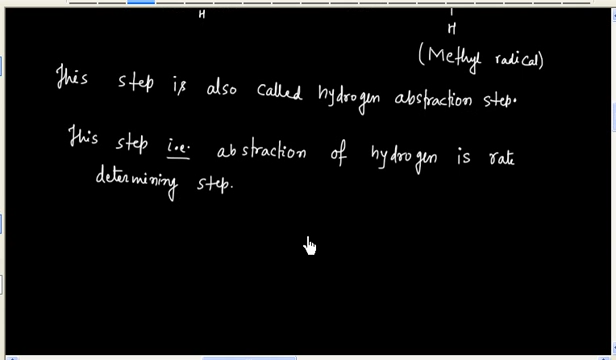 H
H
(Methyl radical)
This step is also called hydrogen abstraction step.
This step i.e. abstraction of hydrogen is rate
determining step.